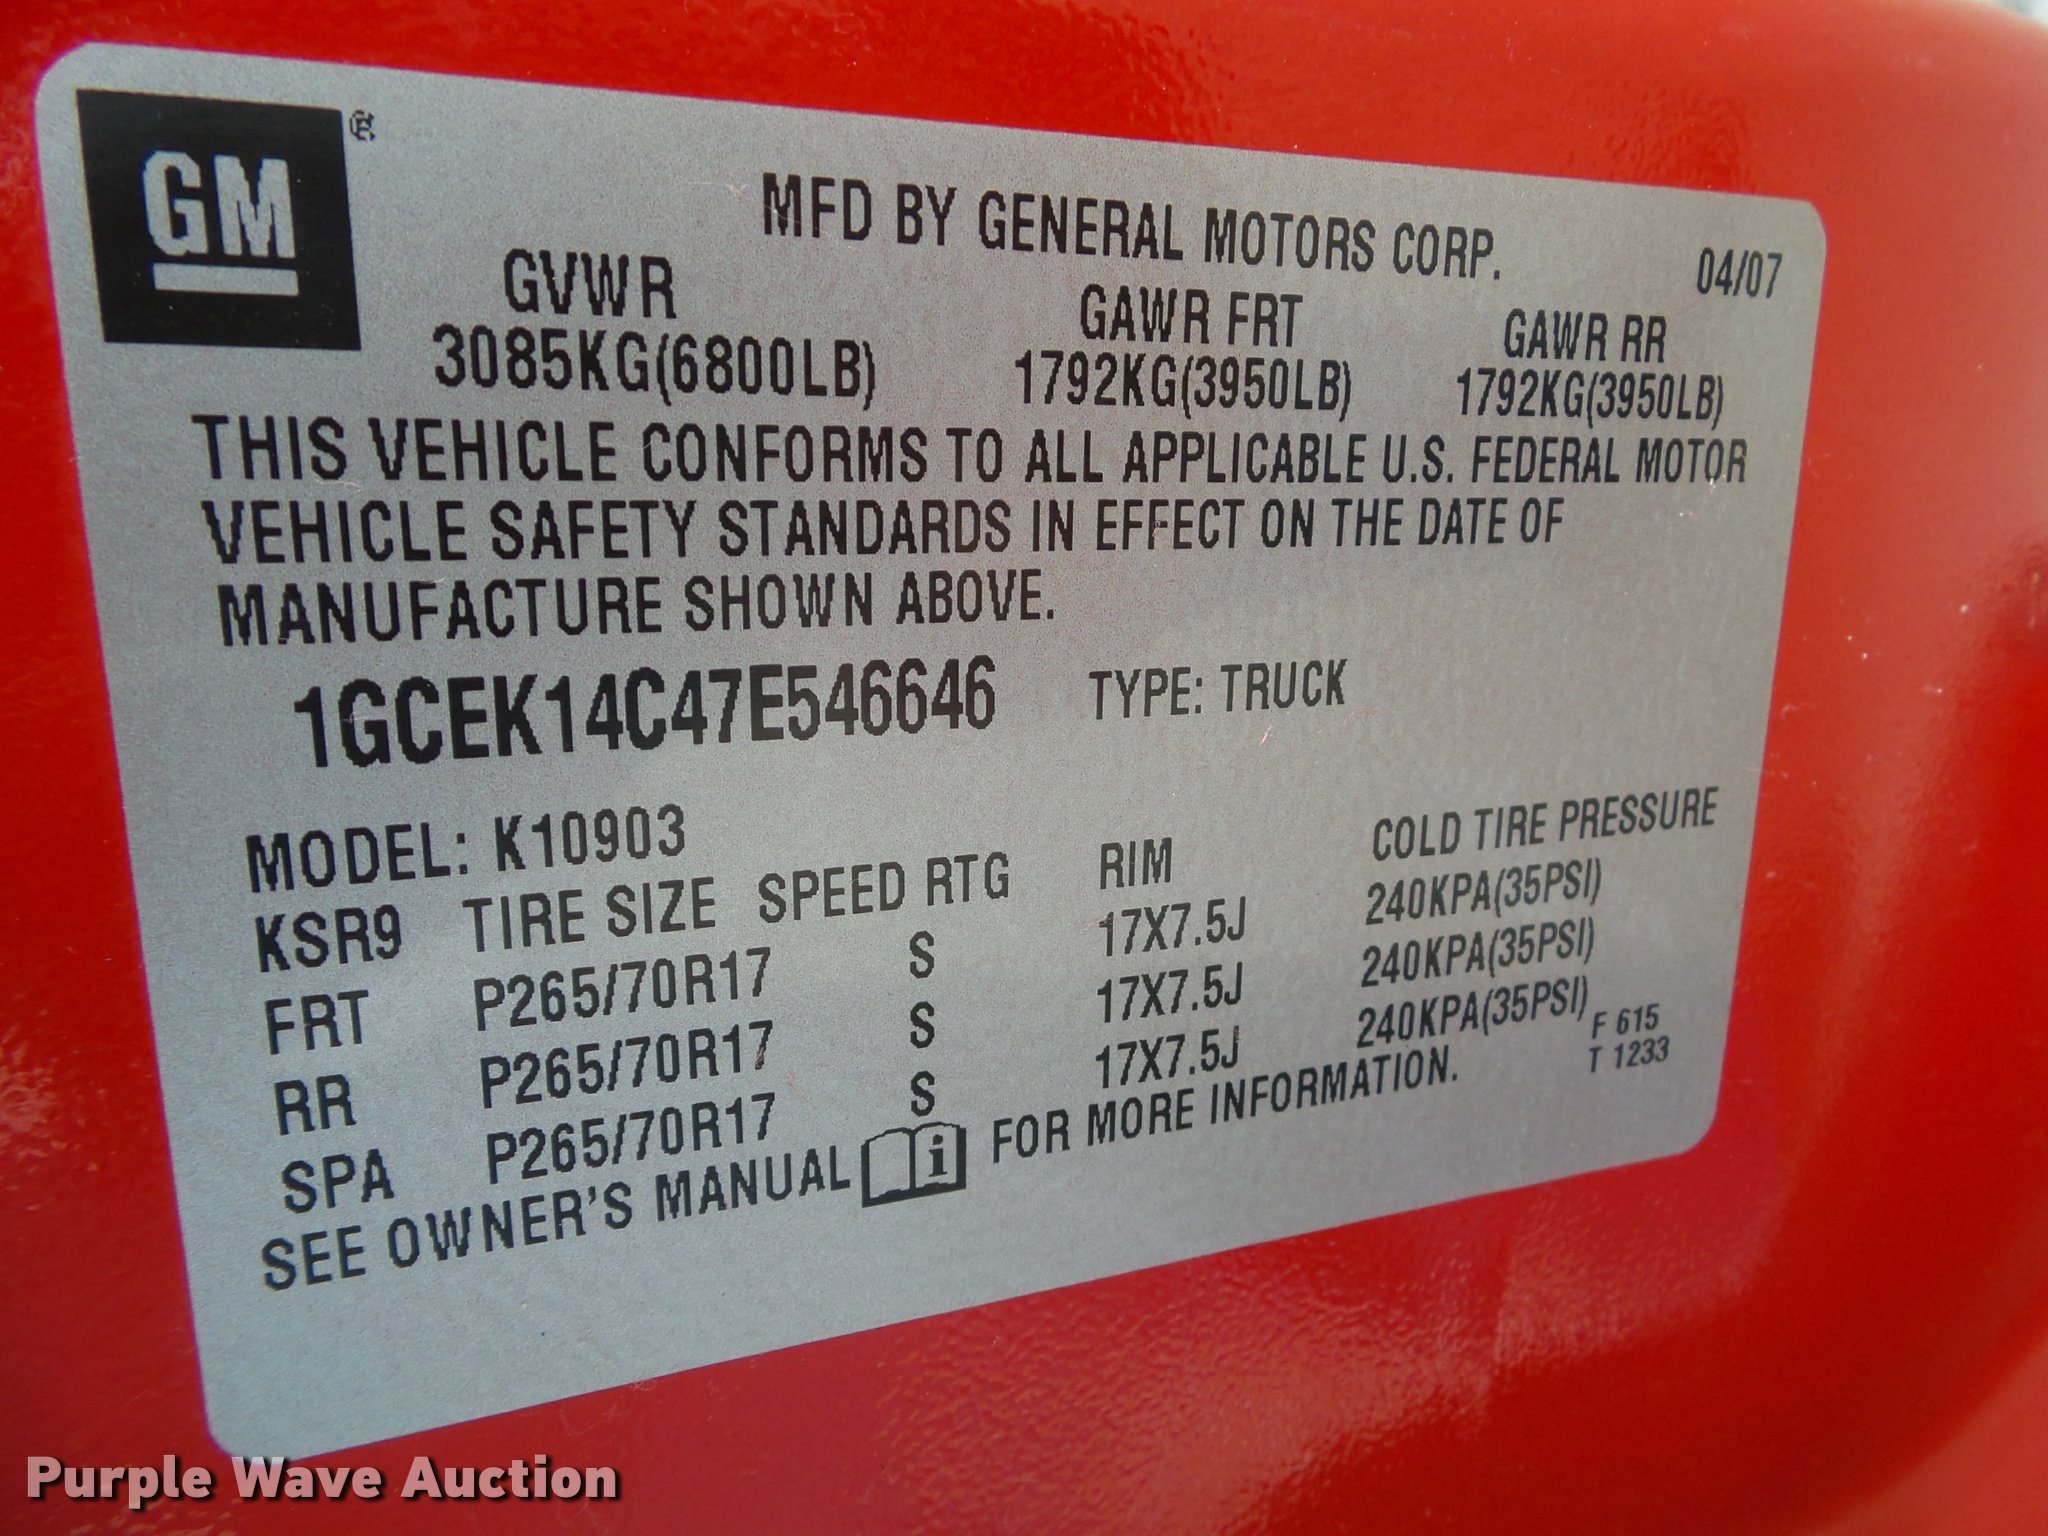 GM
MFD BY GENERAL MOTORS CORP.
04/07
GVWR GAWR FRT GAWR RR
3085KG(6800LB) 1792KG(3950LB) 1792KG(3950LB)
THIS VEHICLE CONFORMS TO ALL APPLICABLE U.S. FEDERAL MOTOR
VEHICLE SAFETY STANDARDS IN EFFECT ON THE DATE OF
MANUFACTURE SHOWN ABOVE.
1GCEK14C47E546646 TYPE: TRUCK
MODEL: K10903
KSR9 TIRE SIZE SPEED RTG RIM COLD TIRE PRESSURE
FRT P265/70R17 S 17X7.5J 240KPA(35PSI)
RR P265/70R17 S 17X7.5J 240KPA(35PSI)
SPA P265/70R17 S 17X7.5J 240KPA(35PSI)
SEE OWNER'S MANUAL i FOR MORE INFORMATION.
F 615
T 1233
Purple Wave Auction